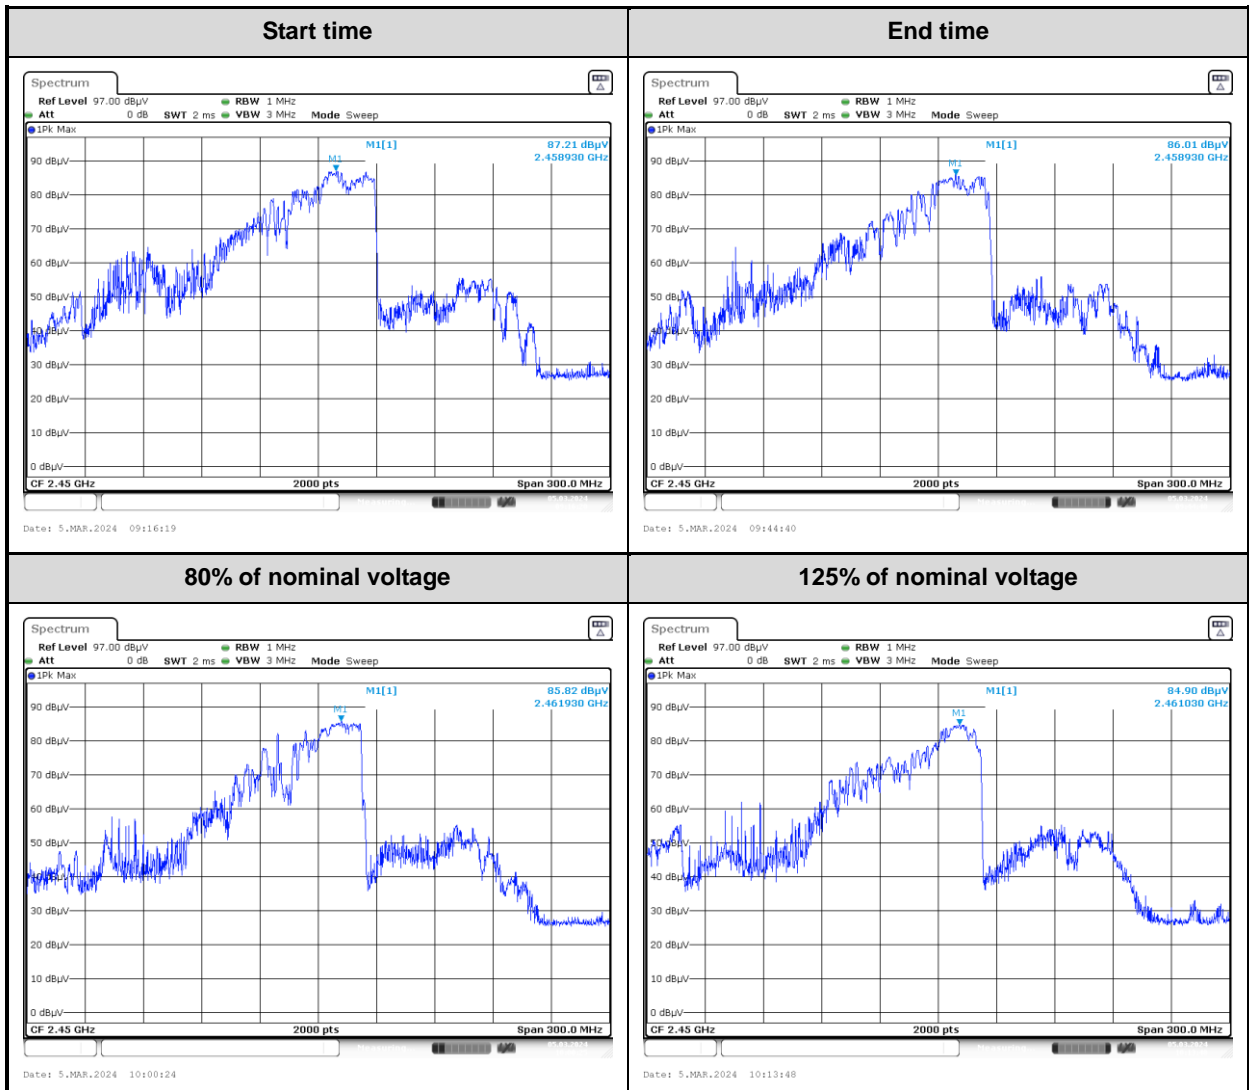 Start time
End time
Spectrum
Ref Level 97.00 dBµV RBW 1 MHz
Att 0 dB SWT 2 ms VBW 3 MHz Mode Sweep
1Pk Max
M1[1] 87.21 dBµV
2.458930 GHz
M1
90 dBµV
80 dBµV
70 dBµV
60 dBµV
50 dBµV
40 dBµV
30 dBµV
20 dBµV
10 dBµV
0 dBµV
CF 2.45 GHz 2000 pts Span 300.0 MHz
Date: 5.MAR.2024 09:16:19
Spectrum
Ref Level 97.00 dBµV RBW 1 MHz
Att 0 dB SWT 2 ms VBW 3 MHz Mode Sweep
1Pk Max
M1[1] 86.01 dBµV
2.458930 GHz
M1
90 dBµV
80 dBµV
70 dBµV
60 dBµV
50 dBµV
40 dBµV
30 dBµV
20 dBµV
10 dBµV
0 dBµV
CF 2.45 GHz 2000 pts Span 300.0 MHz
Date: 5.MAR.2024 09:44:40
80% of nominal voltage
125% of nominal voltage
Spectrum
Ref Level 97.00 dBµV RBW 1 MHz
Att 0 dB SWT 2 ms VBW 3 MHz Mode Sweep
1Pk Max
M1[1] 85.82 dBµV
2.461930 GHz
M1
90 dBµV
80 dBµV
70 dBµV
60 dBµV
50 dBµV
40 dBµV
30 dBµV
20 dBµV
10 dBµV
0 dBµV
CF 2.45 GHz 2000 pts Span 300.0 MHz
Date: 5.MAR.2024 10:00:24
Spectrum
Ref Level 97.00 dBµV RBW 1 MHz
Att 0 dB SWT 2 ms VBW 3 MHz Mode Sweep
1Pk Max
M1[1] 84.90 dBµV
2.461030 GHz
M1
90 dBµV
80 dBµV
70 dBµV
60 dBµV
50 dBµV
40 dBµV
30 dBµV
20 dBµV
10 dBµV
0 dBµV
CF 2.45 GHz 2000 pts Span 300.0 MHz
Date: 5.MAR.2024 10:13:48